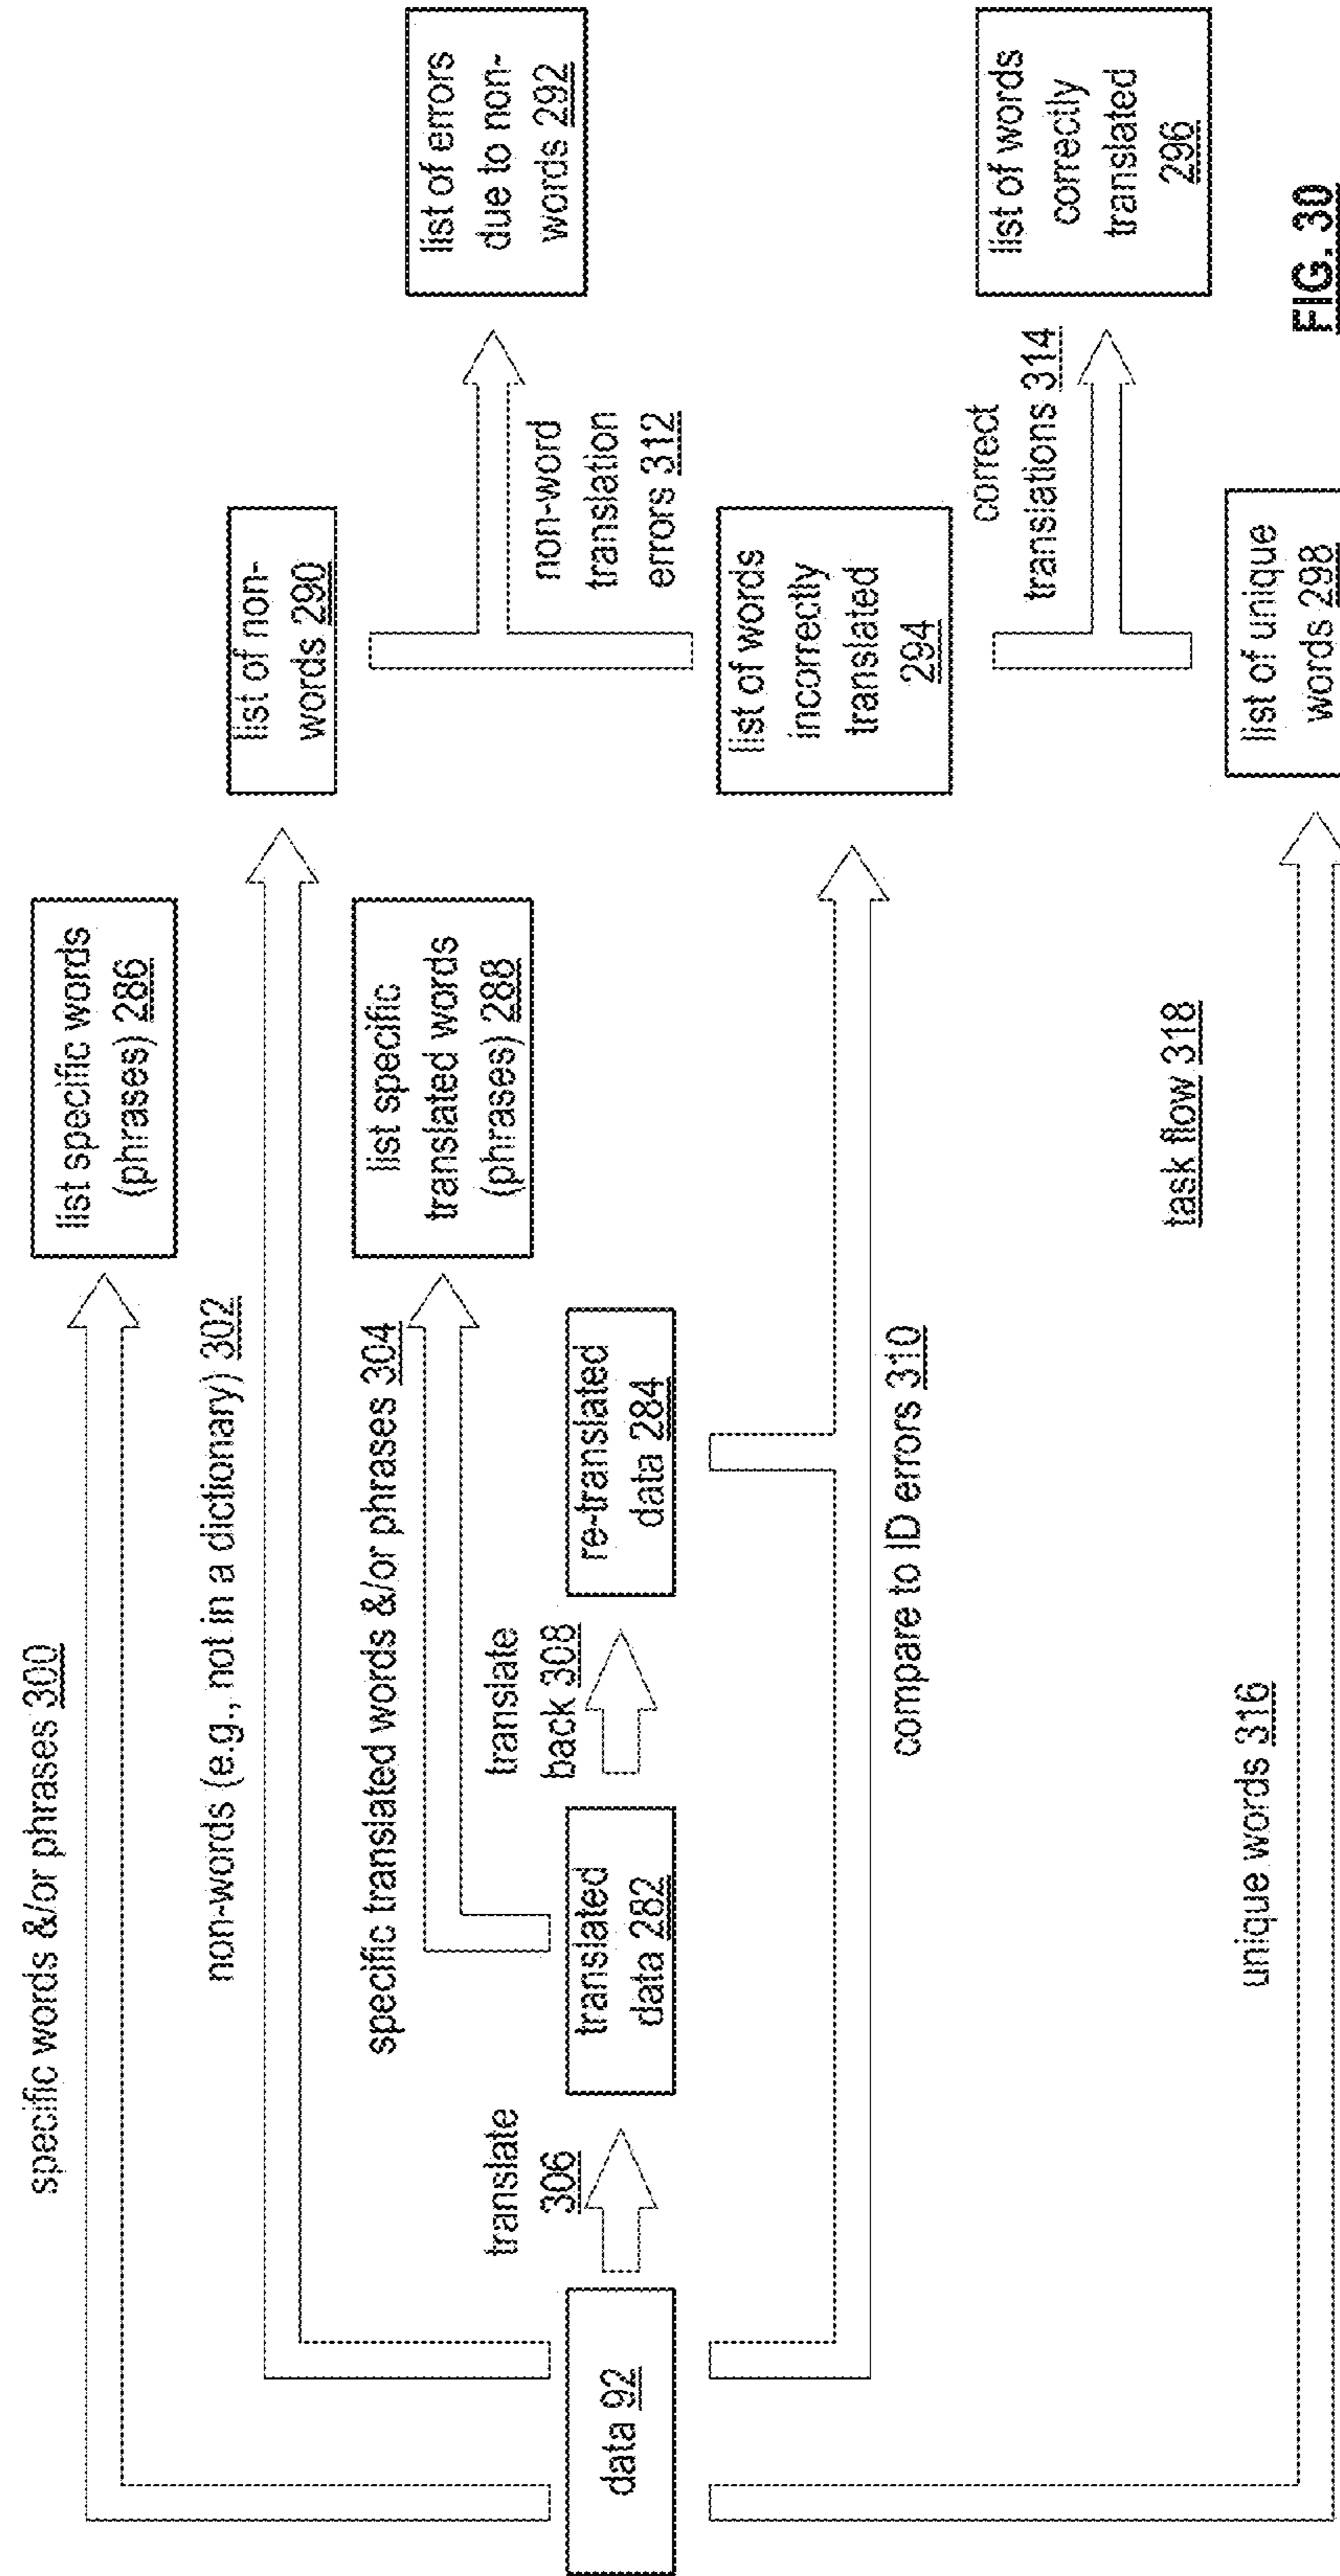 specific words &/or phrases 300
list specific words
(phrases) 286
non-words (e.g., not in a dictionary) 302
list of non-
words 290
specific translated words &/or phrases 304
list specific
translated words
(phrases) 288
list of errors
due to non-
words 292
non-word
translation
errors 312
data 92
translate
306
translated
data 282
translate
back 308
re-translated
data 284
compare to ID errors 310
list of words
incorrectly
translated
294
correct
translations 314
list of words
correctly
translated
296
unique words 316
task flow 318
list of unique
words 298
FIG. 30